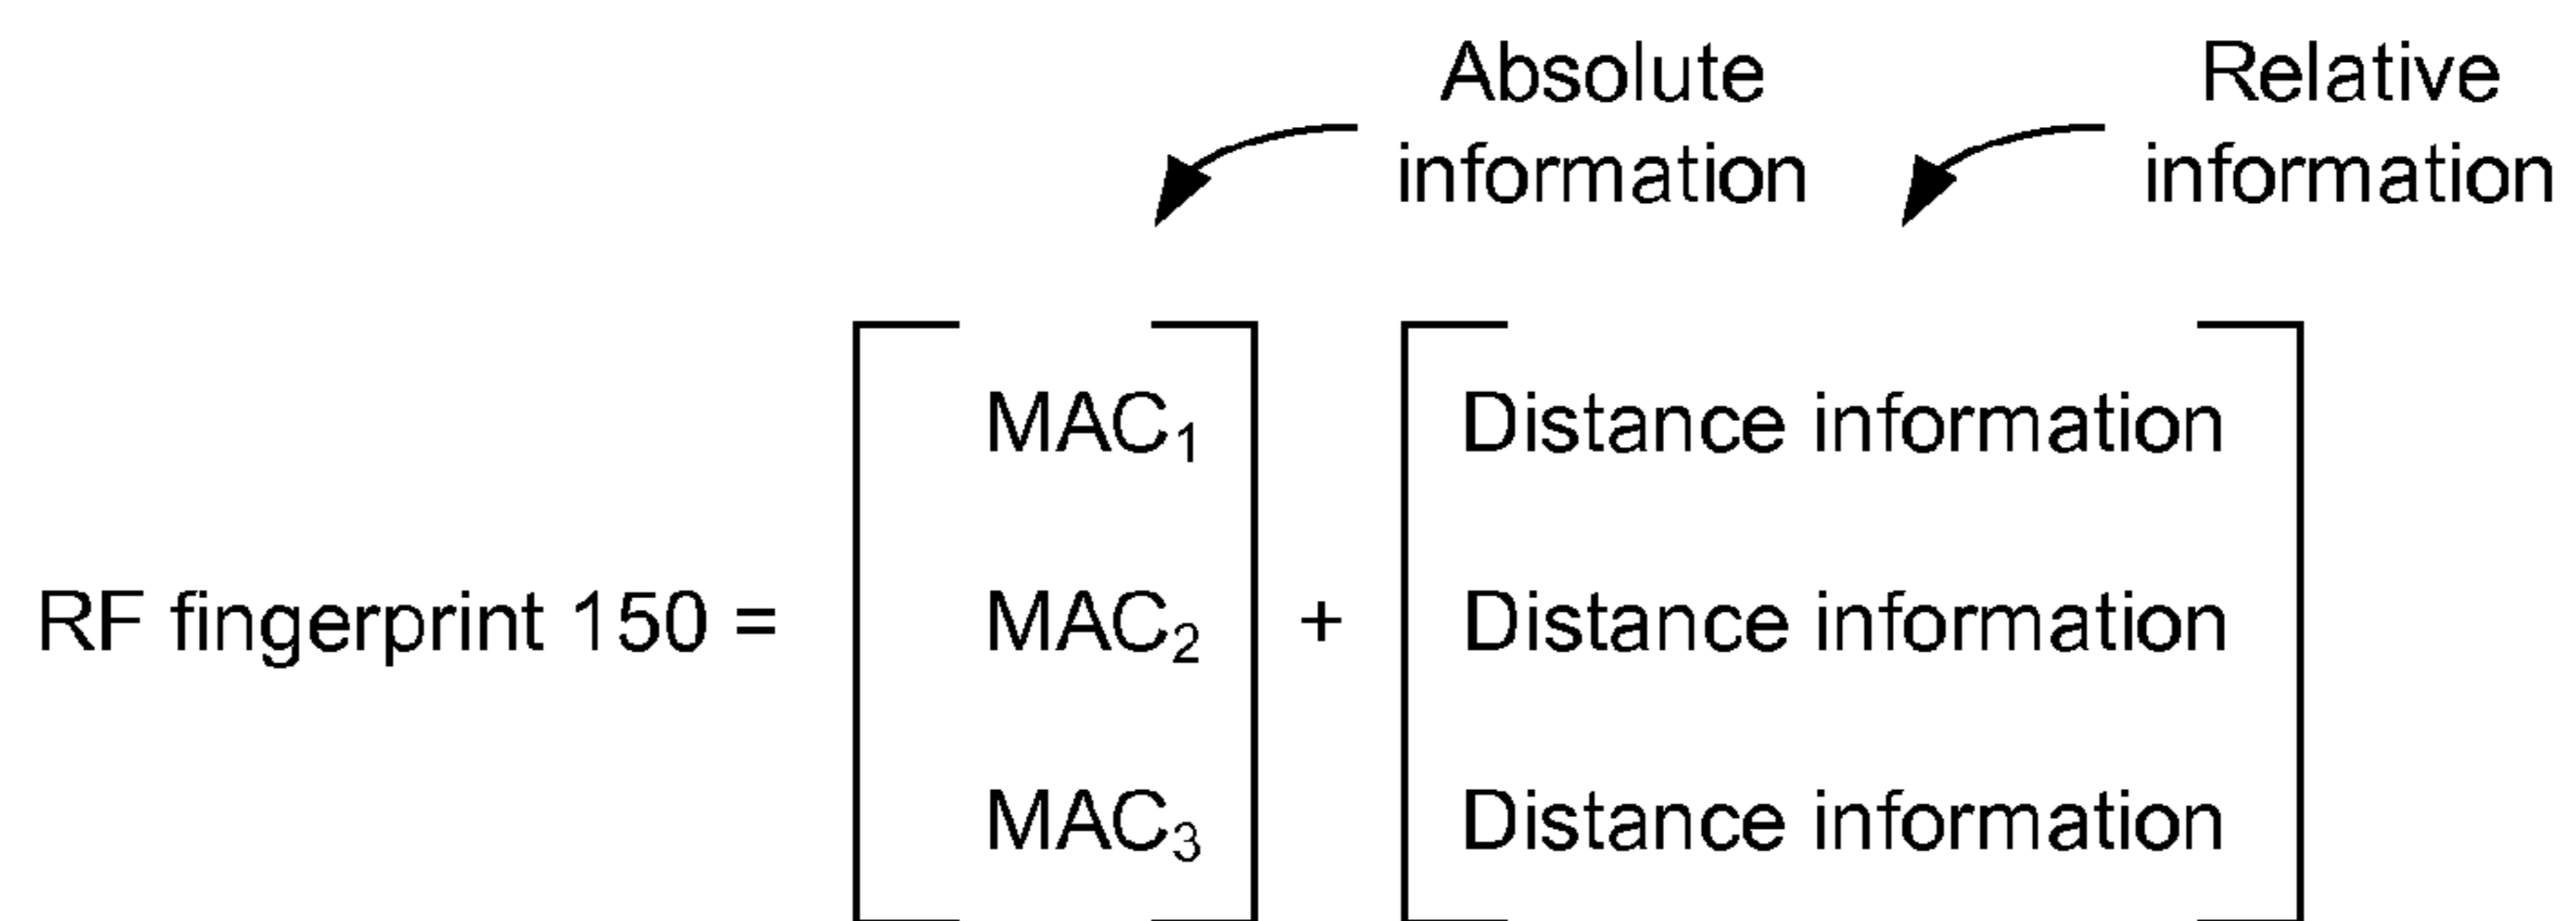 Absolute information
Relative information
MAC₁ Distance information
RF fingerprint 150 = MAC₂ + Distance information
MAC₃ Distance information